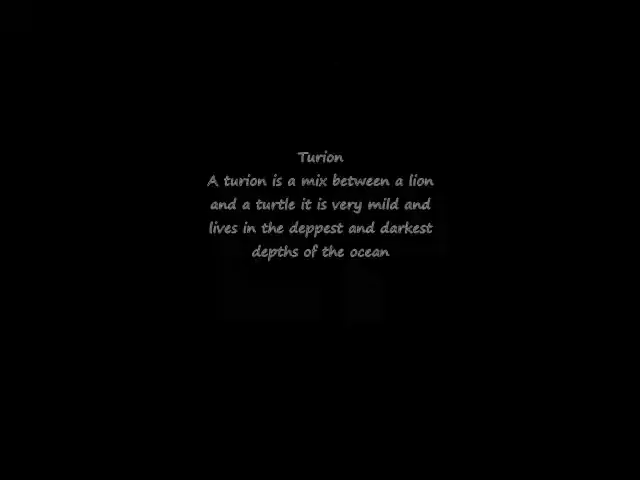 Turion
A turion is a mix between a lion
and a turtle it is very mild and
lives in the deppest and darkest
depths of the ocean